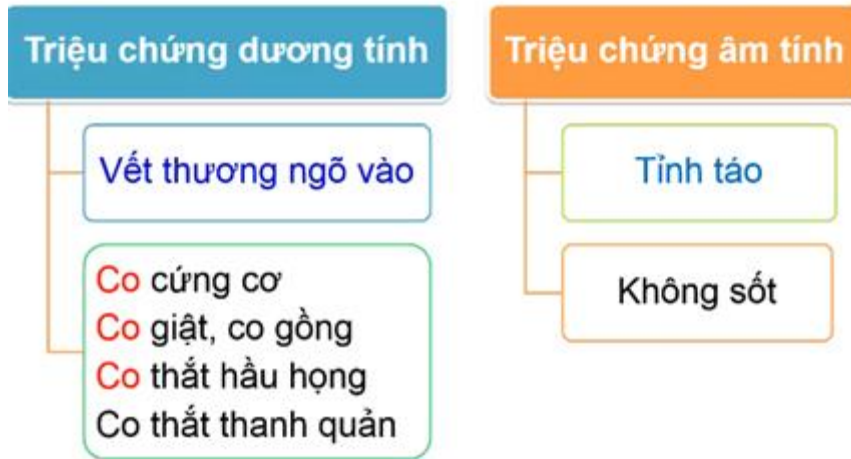 Triệu chứng dương tính
Vết thương ngõ vào
Co cứng cơ
Co giật, co gồng
Co thắt hầu họng
Co thắt thanh quản
Triệu chứng âm tính
Tỉnh táo
Không sốt